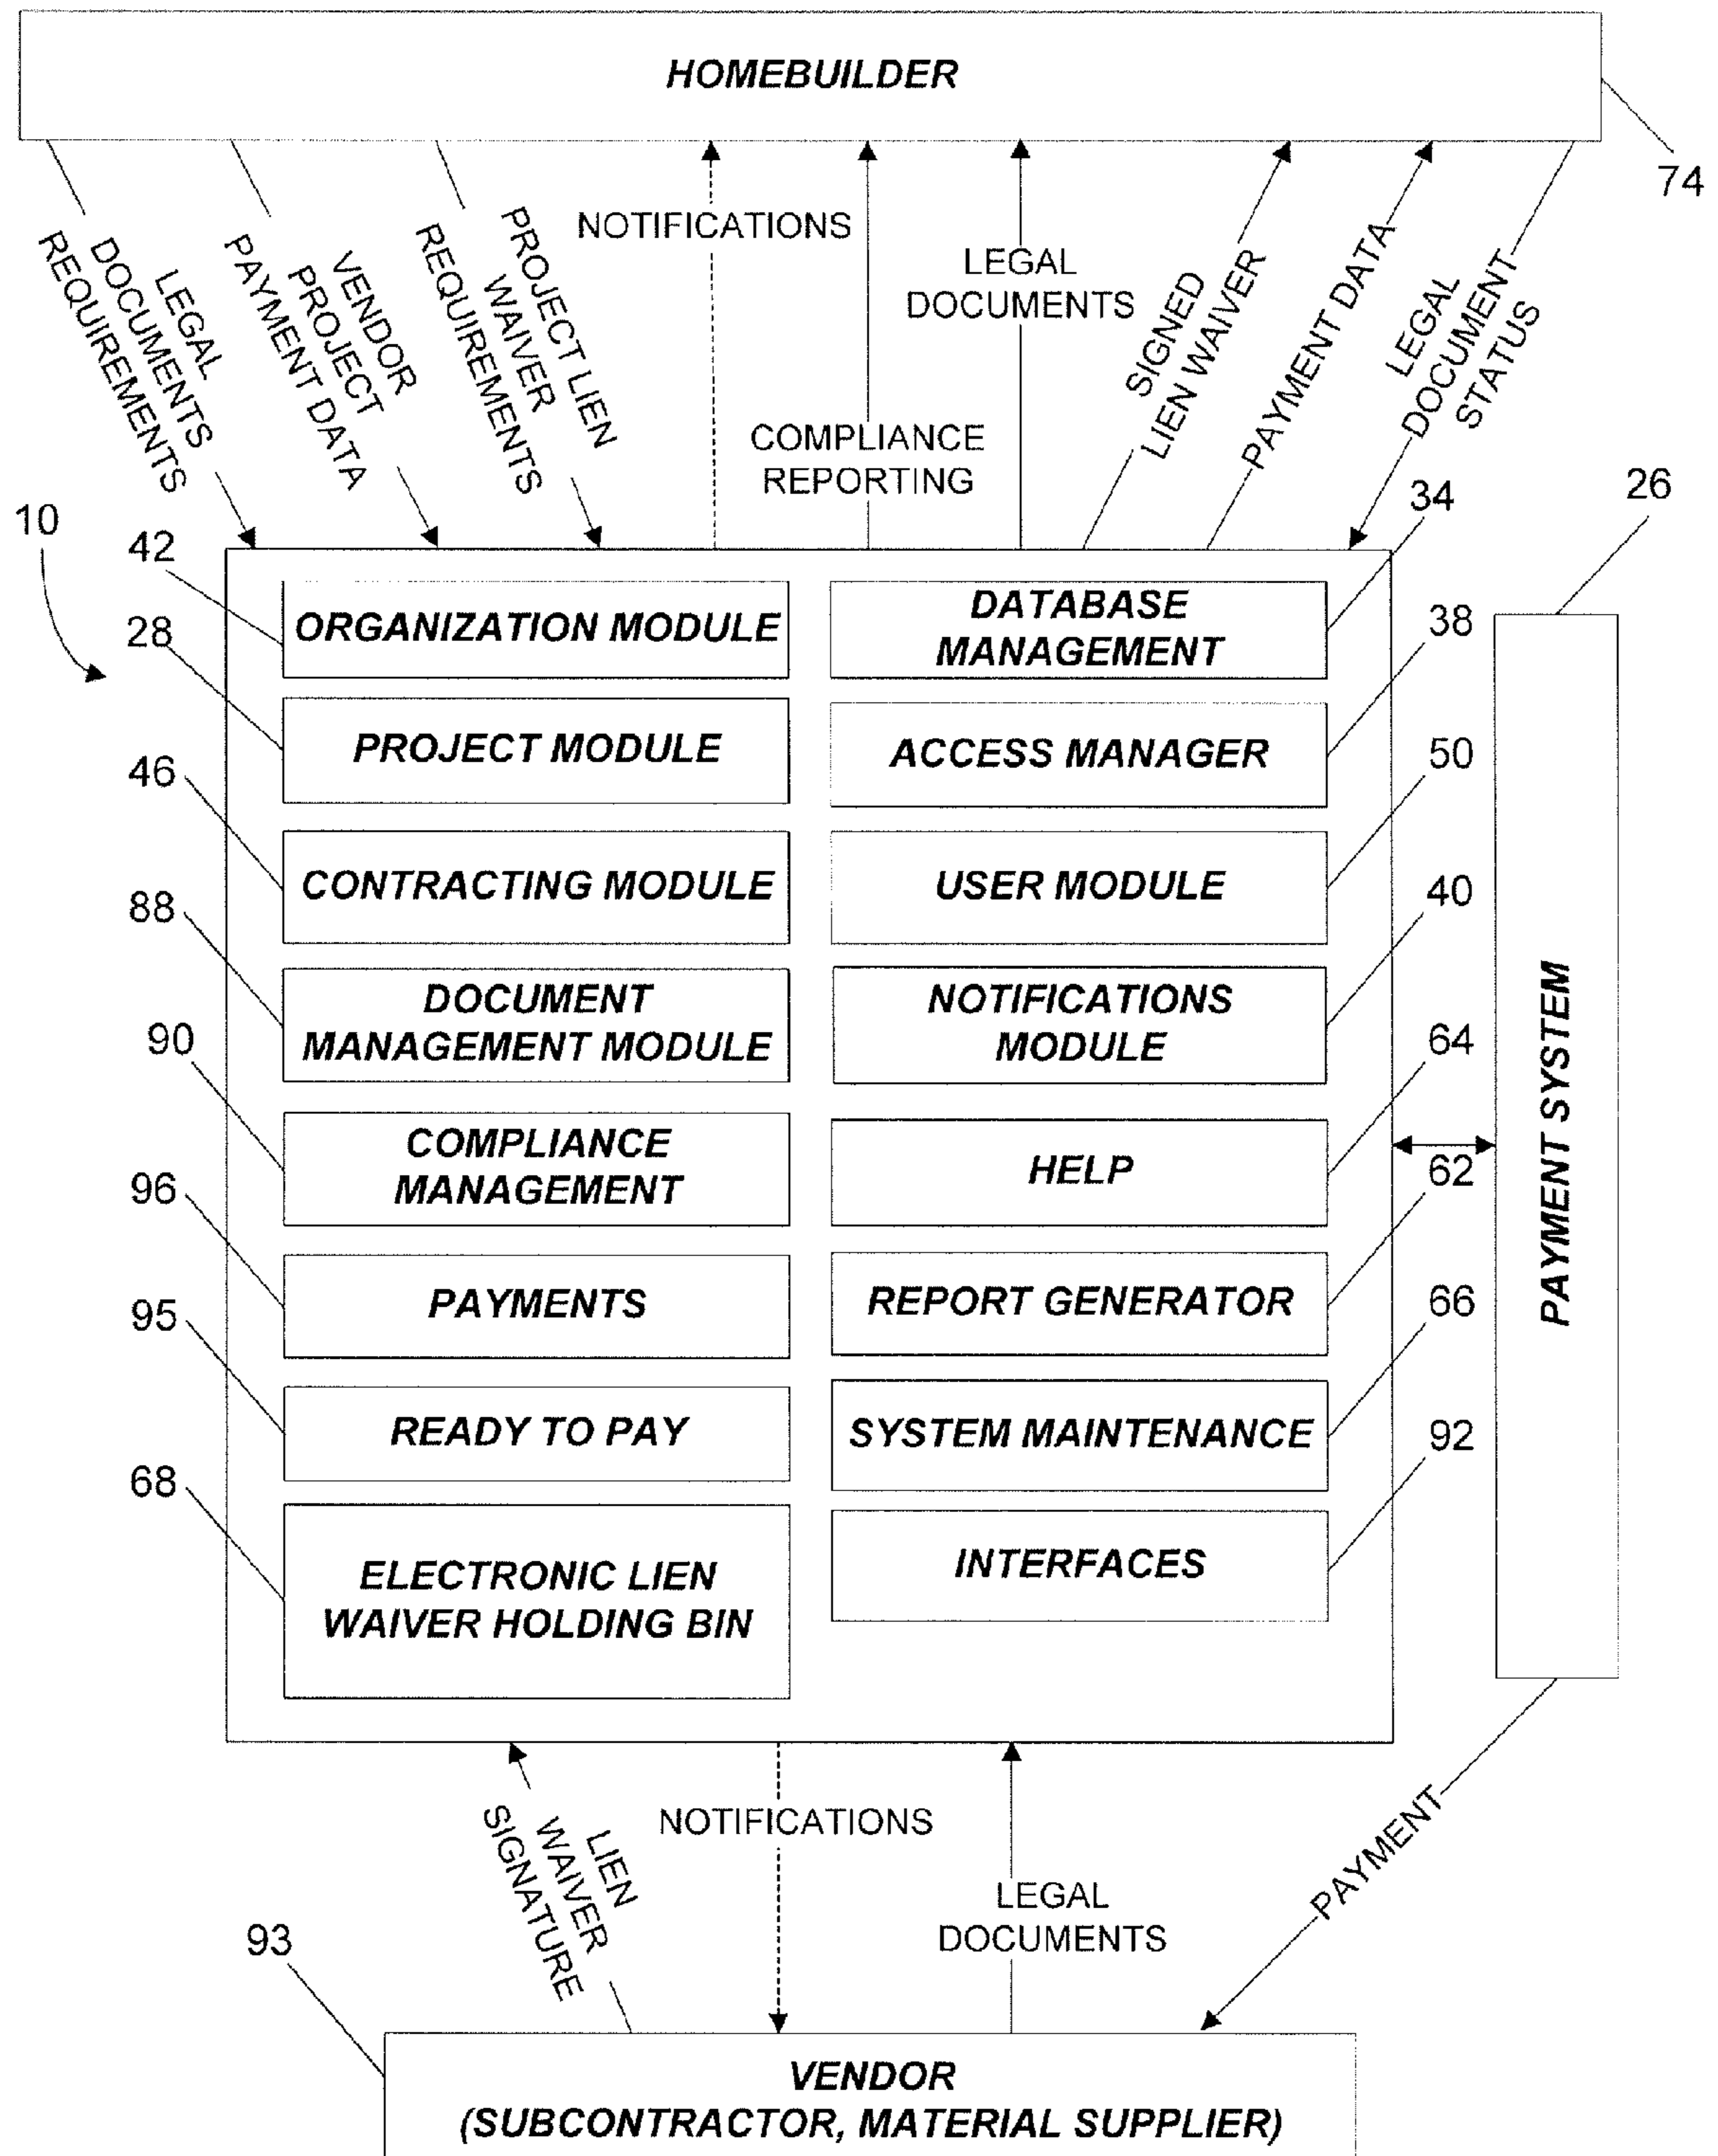 HOMEBUILDER
74
LEGAL
DOCUMENTS
REQUIREMENTS
VENDOR
PROJECT
PAYMENT DATA
PROJECT LIEN
WAIVER
REQUIREMENTS
NOTIFICATIONS
COMPLIANCE
REPORTING
LEGAL
DOCUMENTS
SIGNED
LIEN WAIVER
PAYMENT DATA
LEGAL
DOCUMENT
STATUS
10
42
ORGANIZATION MODULE
28
PROJECT MODULE
46
CONTRACTING MODULE
88
DOCUMENT
MANAGEMENT MODULE
90
COMPLIANCE
MANAGEMENT
96
PAYMENTS
95
READY TO PAY
68
ELECTRONIC LIEN
WAIVER HOLDING BIN
34
DATABASE
MANAGEMENT
38
ACCESS MANAGER
50
USER MODULE
40
NOTIFICATIONS
MODULE
64
HELP
62
REPORT GENERATOR
66
SYSTEM MAINTENANCE
92
INTERFACES
26
PAYMENT SYSTEM
LIEN
WAIVER
SIGNATURE
NOTIFICATIONS
LEGAL
DOCUMENTS
PAYMENT
93
VENDOR
(SUBCONTRACTOR, MATERIAL SUPPLIER)